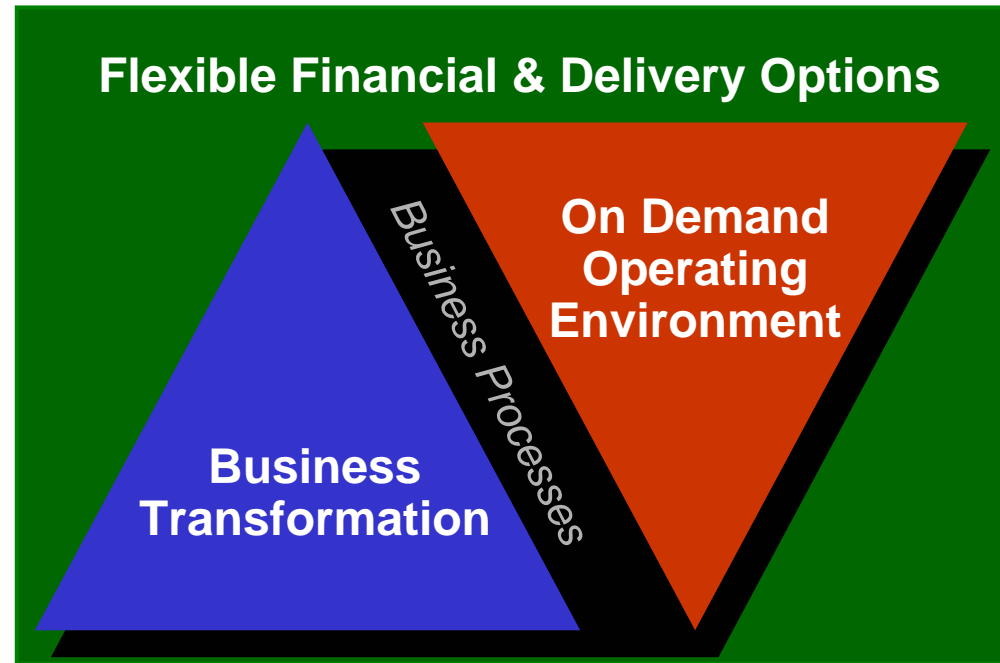 Flexible Financial & Delivery Options
On Demand
Operating
Environment
Business Processes
Business
Transformation